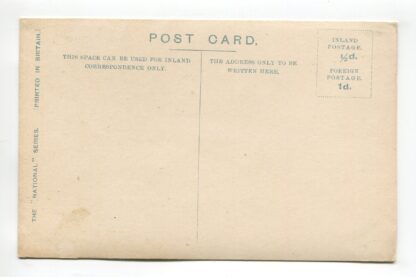 POST CARD.
THIS SPACE CAN BE USED FOR INLAND
CORRESPONDENCE ONLY.
THE ADDRESS ONLY TO BE
WRITTEN HERE.
INLAND
POSTAGE.
½d.
FOREIGN
POSTAGE.
1d.
THE "NATIONAL" SERIES. (PRINTED IN BRITAIN.)